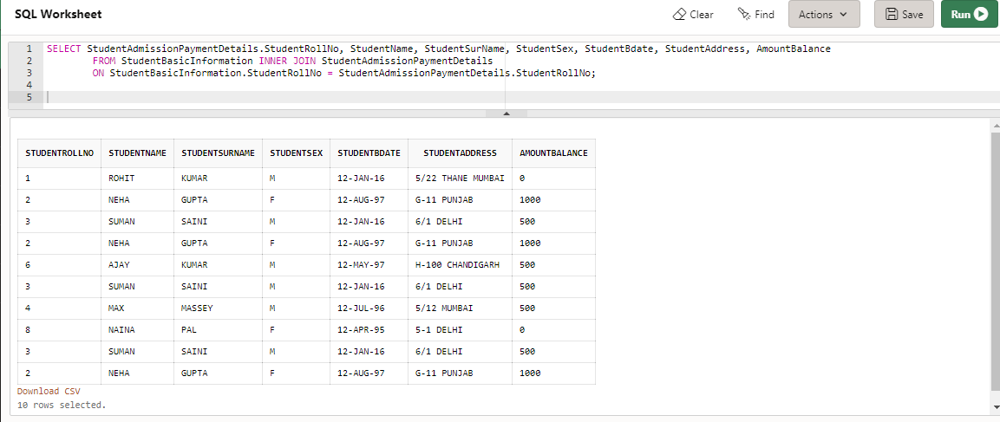 SQL Worksheet
Clear Find Actions Save Run
1 SELECT StudentAdmissionPaymentDetails.StudentRollNo, StudentName, StudentSurName, StudentSex, StudentBdate, StudentAddress, AmountBalance
2 FROM StudentBasicInformation INNER JOIN StudentAdmissionPaymentDetails
3 ON StudentBasicInformation.StudentRollNo = StudentAdmissionPaymentDetails.StudentRollNo;
4
5
STUDENTROLLNO STUDENTNAME STUDENTSURNAME STUDENTSEX STUDENTBDATE STUDENTADDRESS AMOUNTBALANCE
1 ROHIT KUMAR M 12-JAN-16 5/22 THANE MUMBAI 0
2 NEHA GUPTA F 12-AUG-97 G-11 PUNJAB 1000
3 SUMAN SAINI M 12-JAN-16 6/1 DELHI 500
2 NEHA GUPTA F 12-AUG-97 G-11 PUNJAB 1000
6 AJAY KUMAR M 12-MAY-97 H-100 CHANDIGARH 500
3 SUMAN SAINI M 12-JAN-16 6/1 DELHI 500
4 MAX MASSEY M 12-JUL-96 5/12 MUMBAI 500
8 NAINA PAL F 12-APR-95 5-1 DELHI 0
3 SUMAN SAINI M 12-JAN-16 6/1 DELHI 500
2 NEHA GUPTA F 12-AUG-97 G-11 PUNJAB 1000
Download CSV
10 rows selected.